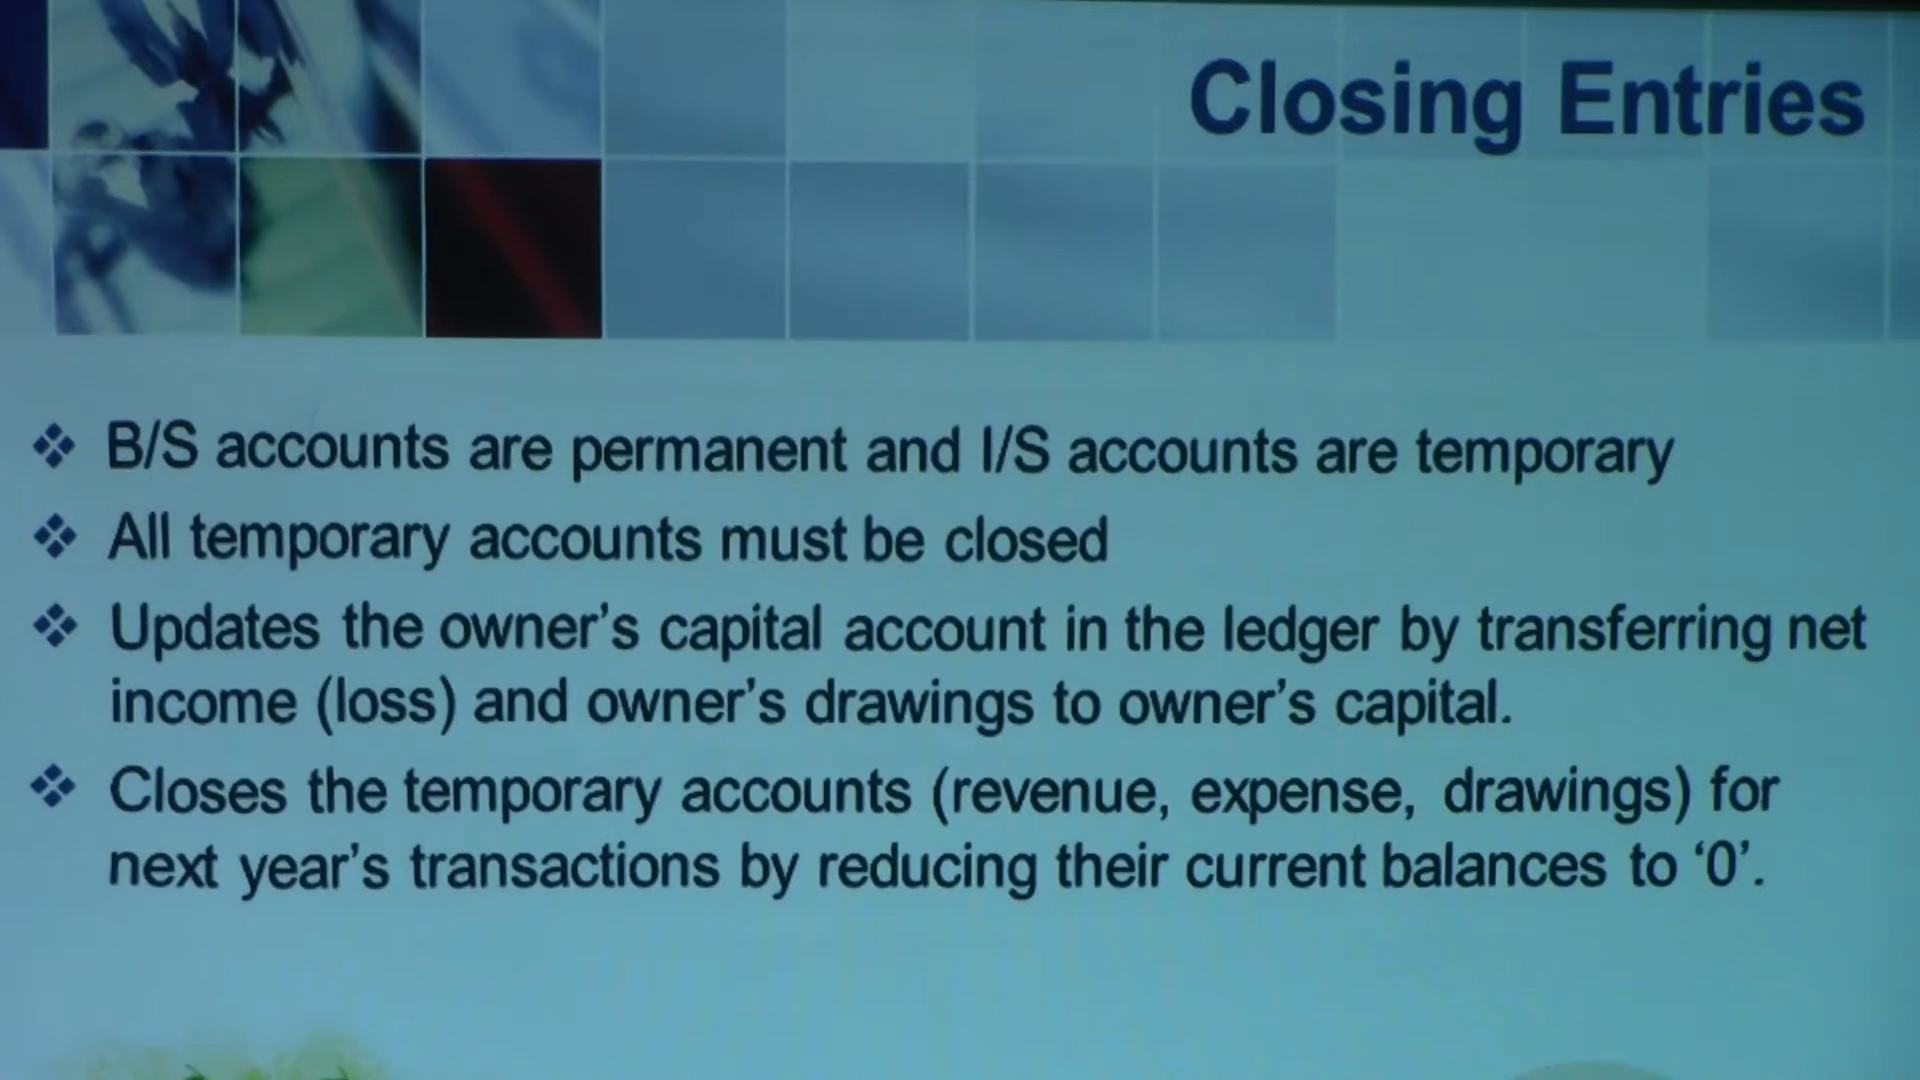 Closing Entries
❖ B/S accounts are permanent and I/S accounts are temporary
❖ All temporary accounts must be closed
❖ Updates the owner’s capital account in the ledger by transferring net
income (loss) and owner’s drawings to owner’s capital.
❖ Closes the temporary accounts (revenue, expense, drawings) for
next year’s transactions by reducing their current balances to ‘0’.